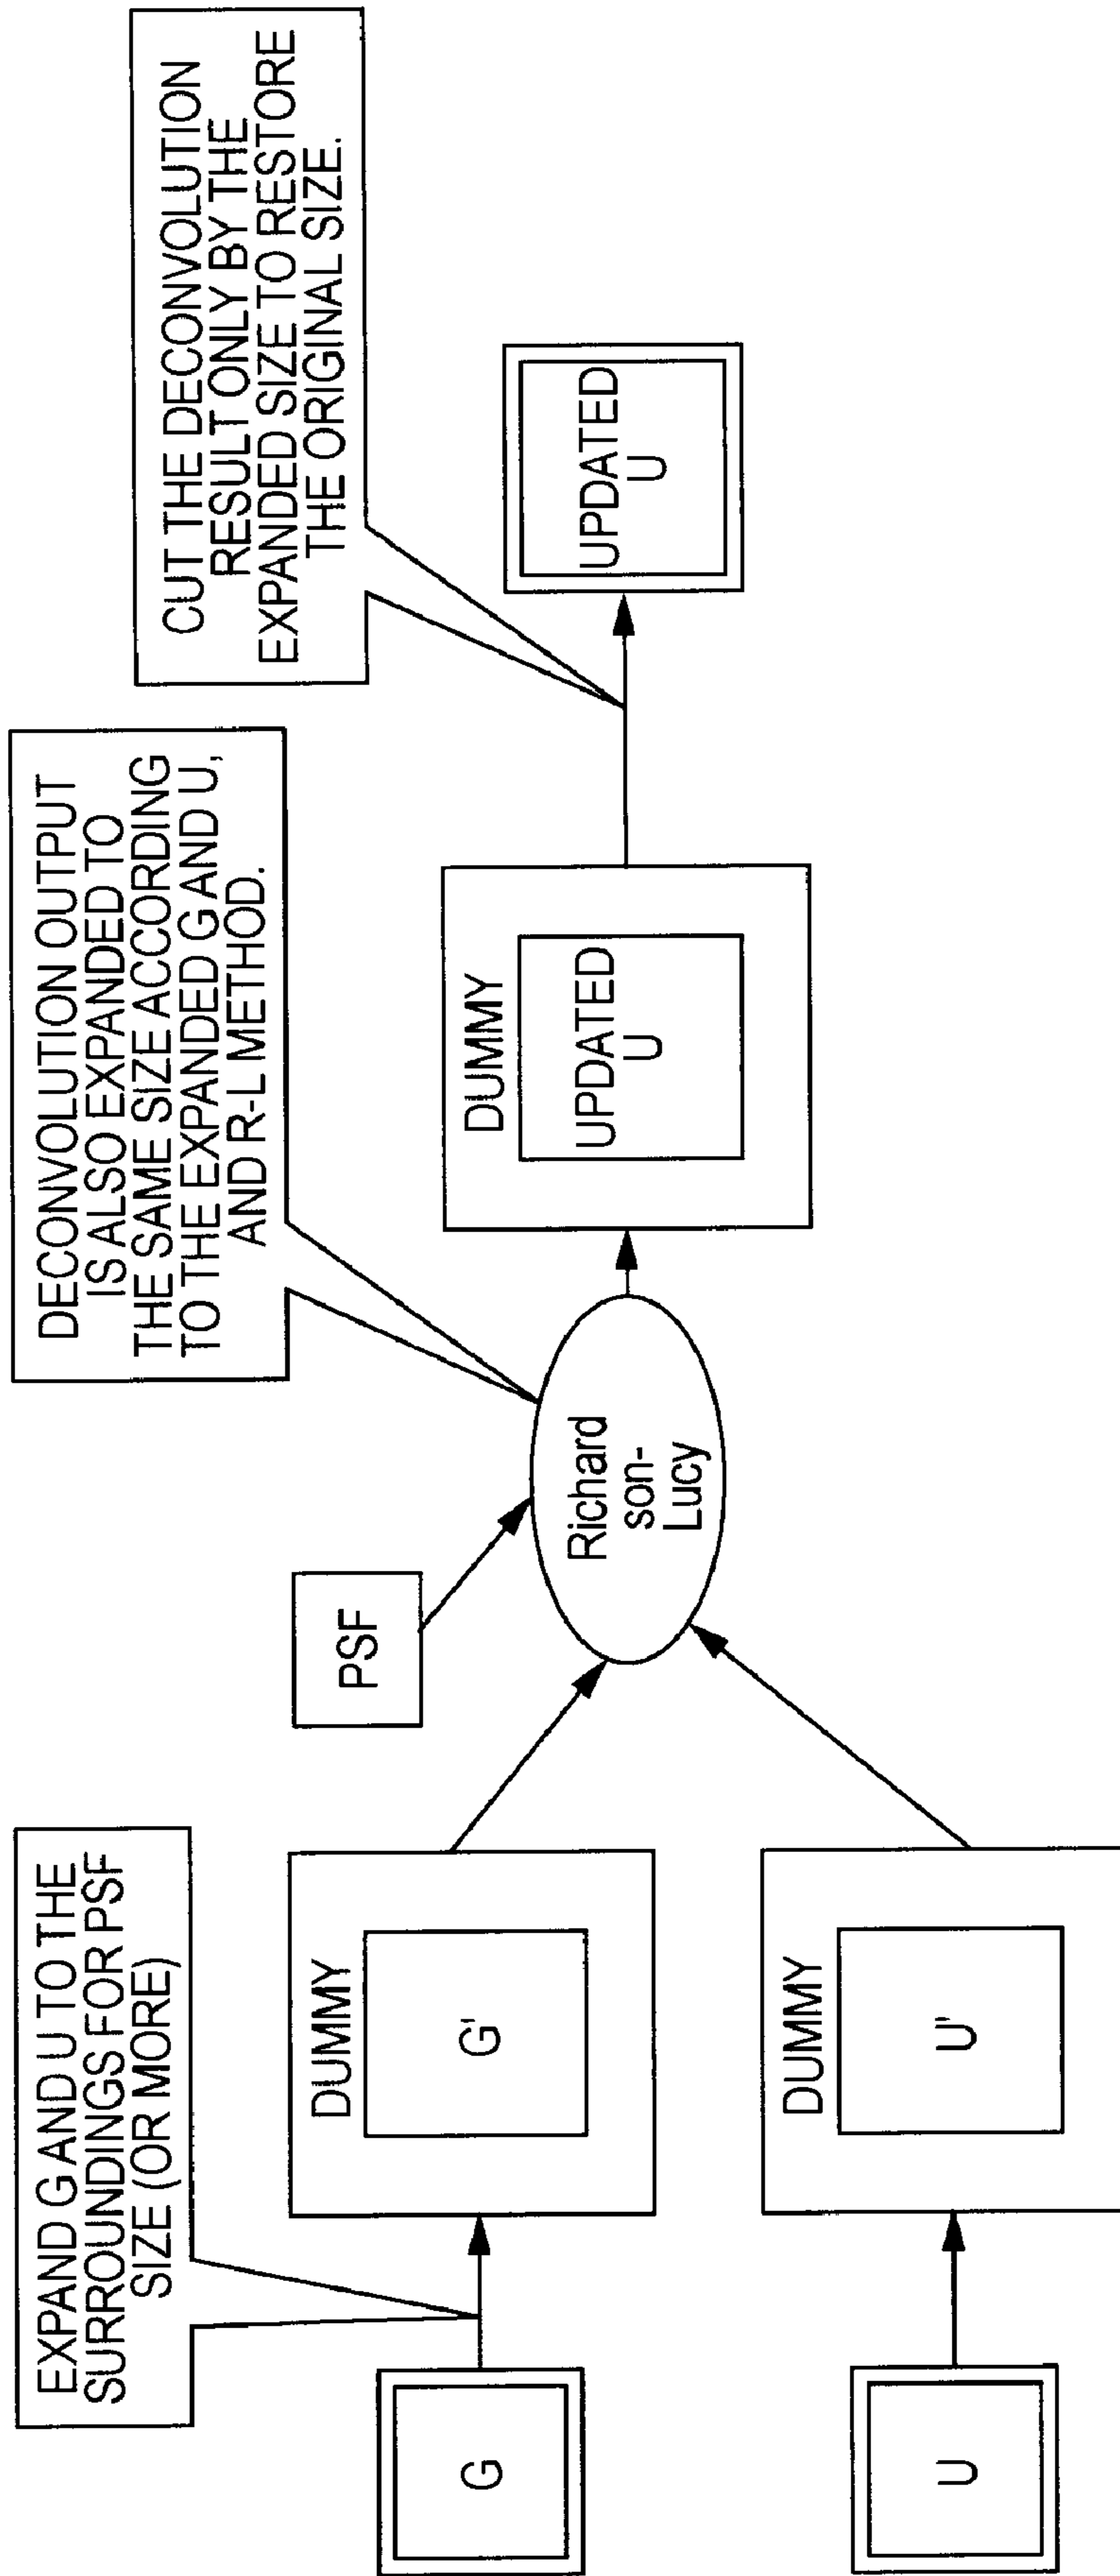 EXPAND G AND U TO THE
SURROUNDINGS FOR PSF
SIZE (OR MORE)
DECONVOLUTION OUTPUT
IS ALSO EXPANDED TO
THE SAME SIZE ACCORDING
TO THE EXPANDED G AND U,
AND R-L METHOD.
CUT THE DECONVOLUTION
RESULT ONLY BY THE
EXPANDED SIZE TO RESTORE
THE ORIGINAL SIZE.
G
DUMMY
G'
PSF
U
DUMMY
U'
Richard
son-
Lucy
DUMMY
UPDATED
U
UPDATED
U